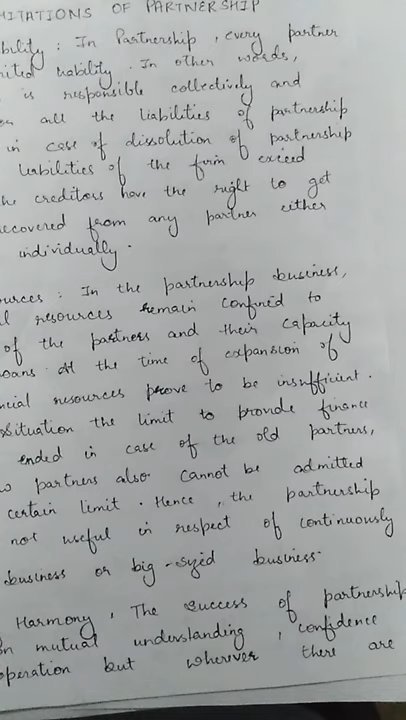 MITATIONS OF PARTNERSHIP
bility : In Partnership , every partner
nited liability . In other words,
is responsible collectively and
all the liabilities of partnership
in case of dissolution of partnership
liabilities of the firm exceed
he creditors have the right to get
recovered from any partner either
individually .
ources : In the partnership business,
l resources remain confined to
of the partners and their capacity
oans . At the time of expansion of
ncial resources prove to be insufficient .
situation the limit to provide finance
ended in case of the old partners,
w partners also cannot be admitted
certain limit . Hence , the partnership
not useful in respect of continuously
business or big - sized business .
Harmony , The success of partnership
on mutual understanding , confidence
operation but wherever there are